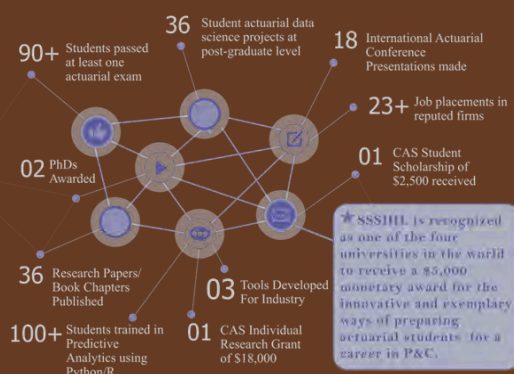 90+ Students passed
at least one
actuarial exam
36 Student actuarial data
science projects at
post-graduate level
18 International Actuarial
Conference
Presentations made
23+ Job placements in
reputed firms
02 PhDs
Awarded
01 CAS Student
Scholarship of
$2,500 received
36 Research Papers/
Book Chapters
Published
03 Tools Developed
For Industry
100+ Students trained in
Predictive
Analytics using
Python/R
01 CAS Individual
Research Grant
of $18,000
★ SSSIHL is recognized
as one of the four
universities in the world
to receive a $5,000
monetary award for the
innovative and exemplary
ways of preparing
actuarial students for a
career in P&C.